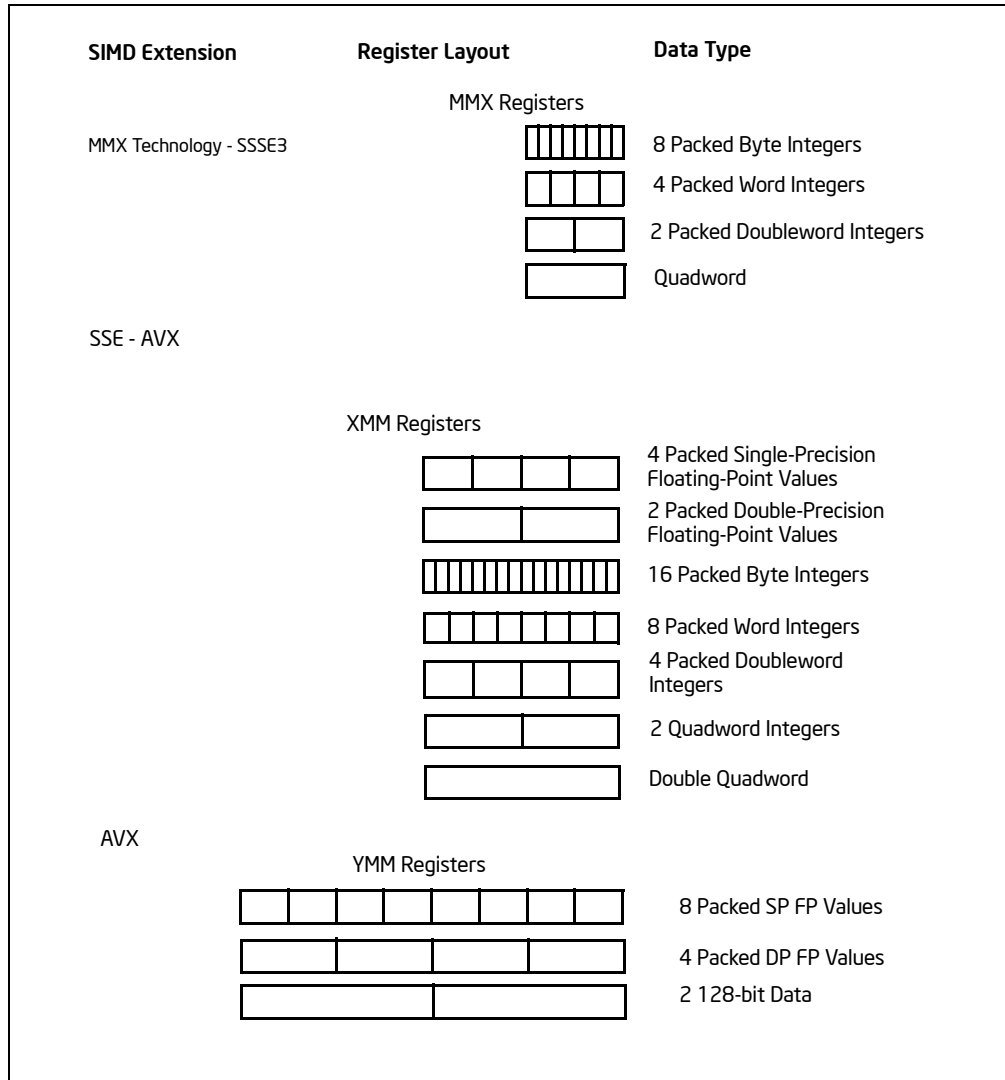 SIMD Extension Register Layout Data Type
MMX Registers
MMX Technology - SSSE3 8 Packed Byte Integers
4 Packed Word Integers
2 Packed Doubleword Integers
Quadword
SSE - AVX
XMM Registers
4 Packed Single-Precision
Floating-Point Values
2 Packed Double-Precision
Floating-Point Values
16 Packed Byte Integers
8 Packed Word Integers
4 Packed Doubleword
Integers
2 Quadword Integers
Double Quadword
AVX
YMM Registers
8 Packed SP FP Values
4 Packed DP FP Values
2 128-bit Data